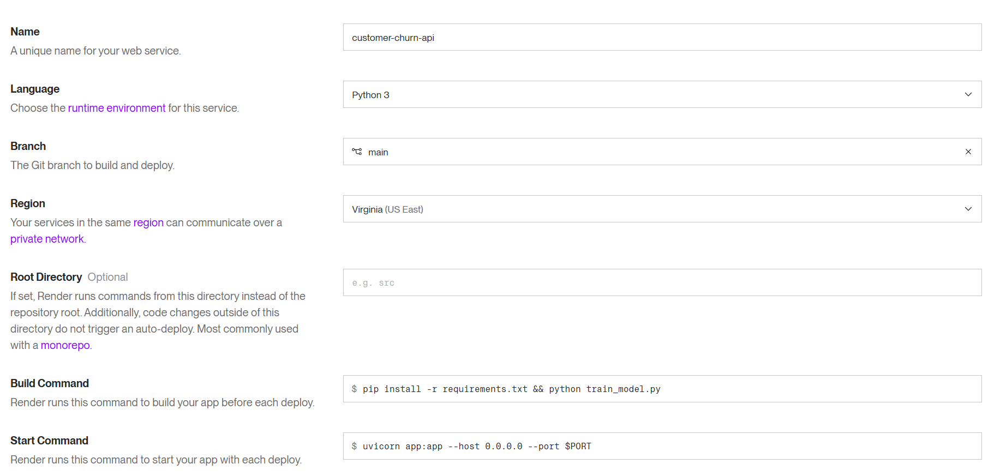 Name
A unique name for your web service.
customer-churn-api
Language
Choose the runtime environment for this service.
Python 3
Branch
The Git branch to build and deploy.
main
Region
Your services in the same region can communicate over a
private network.
Virginia (US East)
Root Directory Optional
If set, Render runs commands from this directory instead of the
repository root. Additionally, code changes outside of this
directory do not trigger an auto-deploy. Most commonly used
with a monorepo.
e.g. src
Build Command
Render runs this command to build your app before each deploy.
$ pip install -r requirements.txt && python train_model.py
Start Command
Render runs this command to start your app with each deploy.
$ uvicorn app:app --host 0.0.0.0 --port $PORT